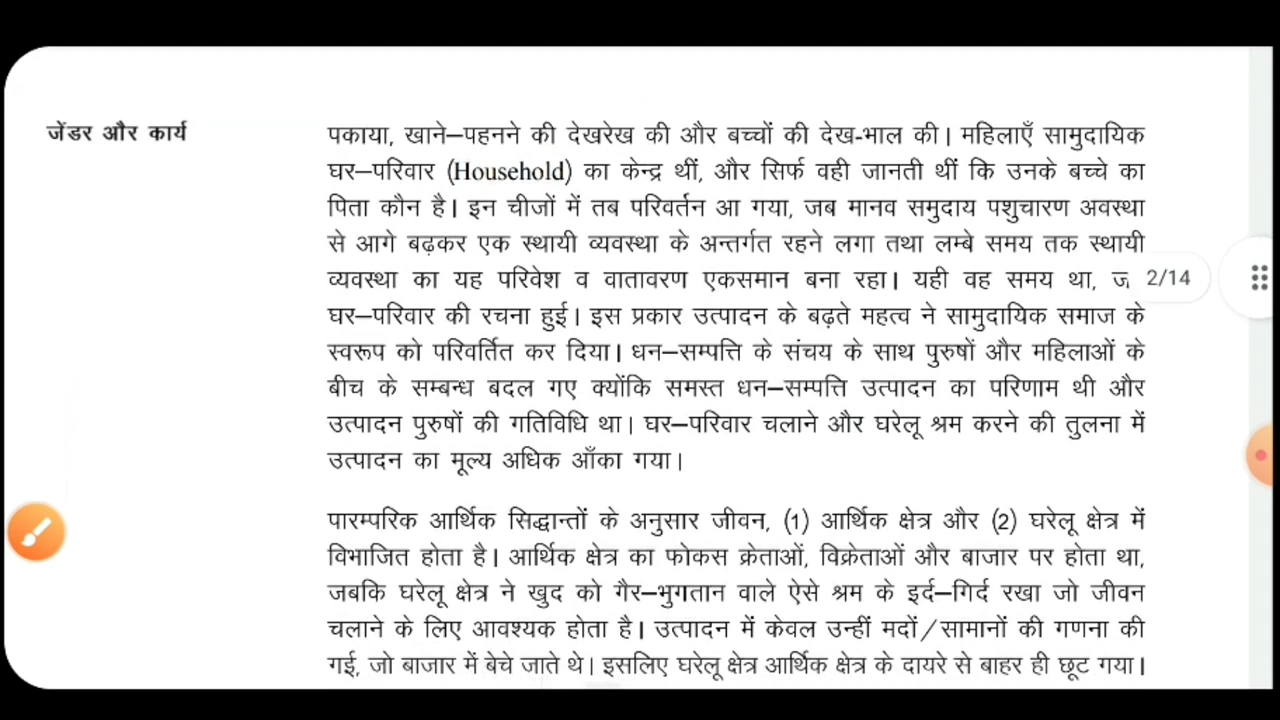 जेंडर और कार्य
पकाया, खाने–पहनने की देखरेख की और बच्चों की देख-भाल की। महिलाएँ सामुदायिक
घर–परिवार (Household) का केन्द्र थीं, और सिर्फ वही जानती थीं कि उनके बच्चे का
पिता कौन है। इन चीजों में तब परिवर्तन आ गया, जब मानव समुदाय पशुचारण अवस्था
से आगे बढ़कर एक स्थायी व्यवस्था के अन्तर्गत रहने लगा तथा लम्बे समय तक स्थायी
व्यवस्था का यह परिवेश व वातावरण एकसमान बना रहा। यही वह समय था,
2/14
घर–परिवार की रचना हुई। इस प्रकार उत्पादन के बढ़ते महत्व ने सामुदायिक समाज के
स्वरूप को परिवर्तित कर दिया। धन–सम्पत्ति के संचय के साथ पुरुषों और महिलाओं के
बीच के सम्बन्ध बदल गए क्योंकि समस्त धन–सम्पत्ति उत्पादन का परिणाम थी और
उत्पादन पुरुषों की गतिविधि था। घर–परिवार चलाने और घरेलू श्रम करने की तुलना में
उत्पादन का मूल्य अधिक आँका गया।
पारम्परिक आर्थिक सिद्धान्तों के अनुसार जीवन, (1) आर्थिक क्षेत्र और (2) घरेलू क्षेत्र में
विभाजित होता है। आर्थिक क्षेत्र का फोकस क्रेताओं, विक्रेताओं और बाजार पर होता था,
जबकि घरेलू क्षेत्र ने खुद को गैर–भुगतान वाले ऐसे श्रम के इर्द–गिर्द रखा जो जीवन
चलाने के लिए आवश्यक होता है। उत्पादन में केवल उन्हीं मदों/सामानों की गणना की
गई, जो बाजार में बेचे जाते थे। इसलिए घरेलू क्षेत्र आर्थिक क्षेत्र के दायरे से बाहर ही छूट गया।